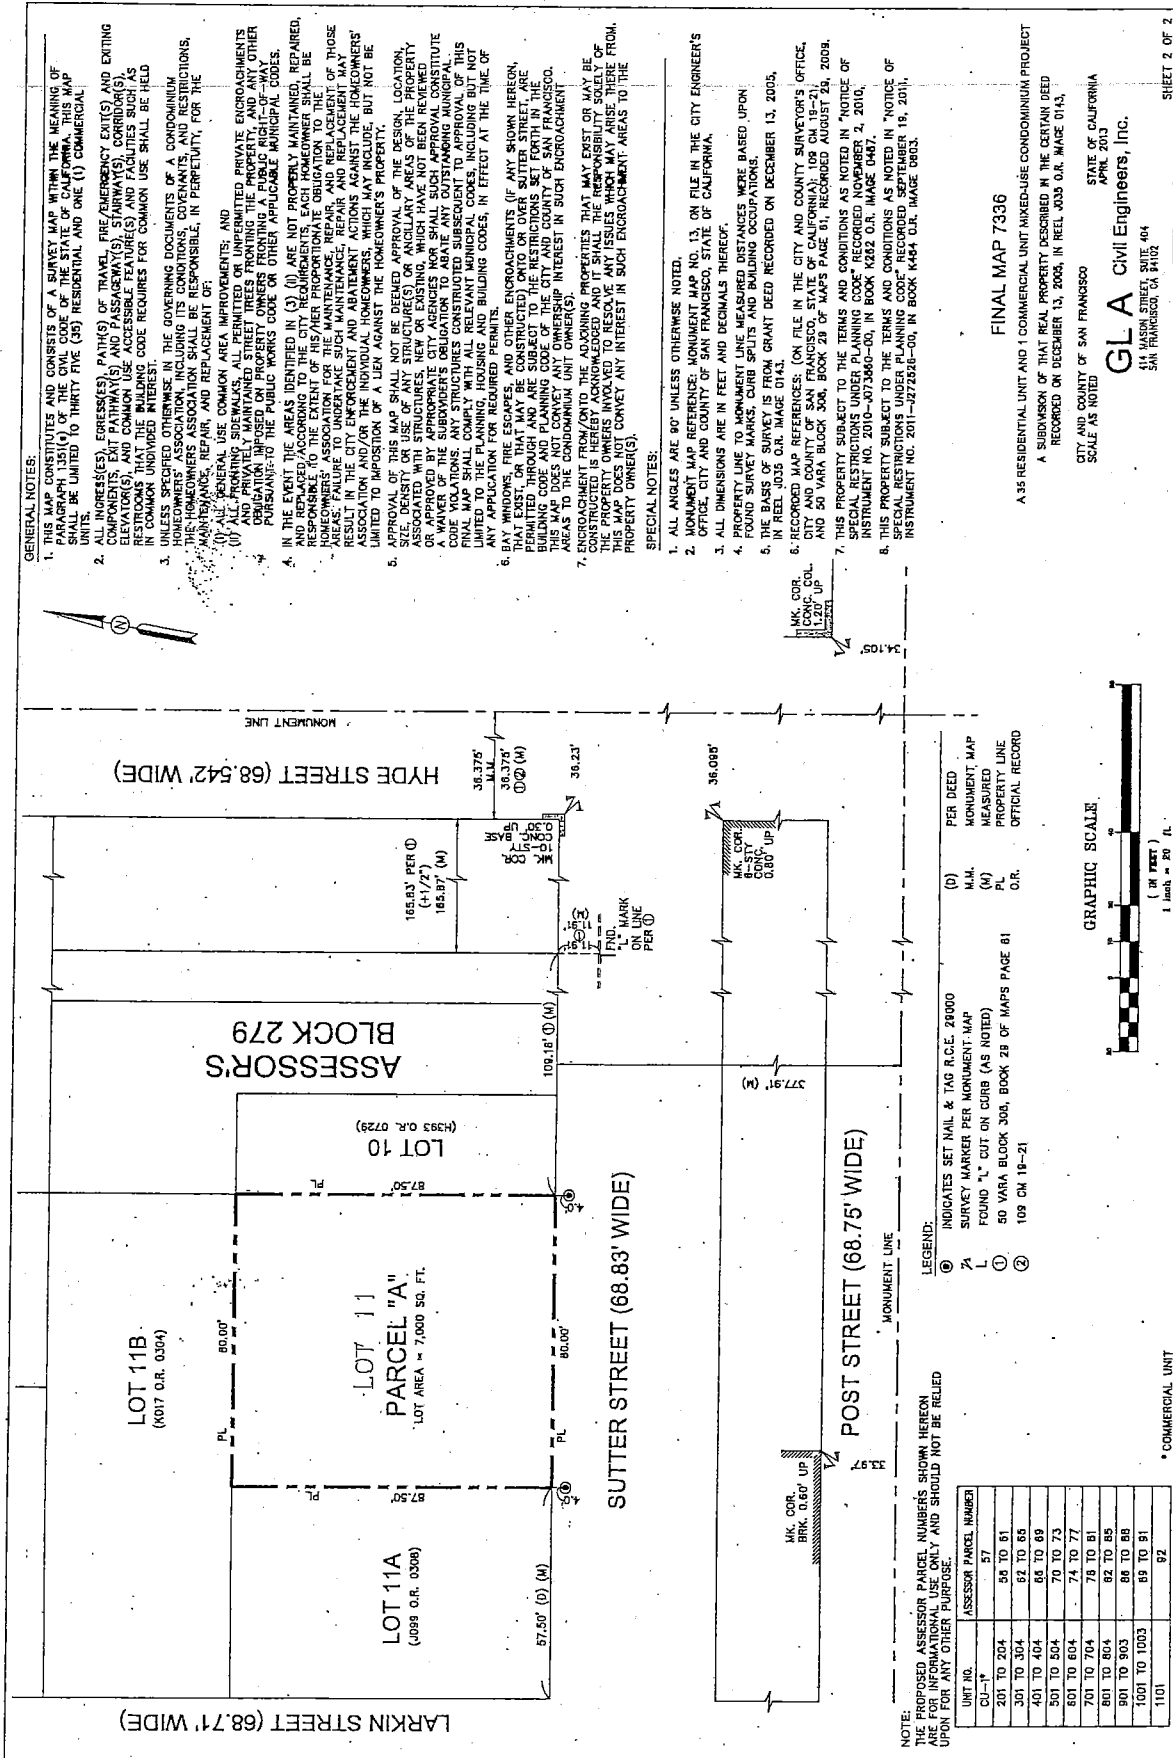 GENERAL NOTES:
1. THIS MAP CONSTITUTES AND CONSISTS OF A SURVEY MAP WITHIN THE MEANING OF
PARAGRAPH 1351(e) OF THE CIVIL CODE OF THE STATE OF CALIFORNIA. THIS MAP
SHALL BE LIMITED TO THIRTY FIVE (35) RESIDENTIAL AND ONE (1) COMMERCIAL
UNITS.
2. ALL INGRESS(ES), EGRESS(ES), PATH(S) OF TRAVEL, FIRE/EMERGENCY EXIT(S) AND EXITING
COMPONENTS, EXIT PATHWAY(S) AND PASSAGEWAY(S), STAIRWAY(S), CORRIDOR(S),
ELEVATOR(S), AND COMMON USE ACCESSIBLE FEATURE(S) AND FACILITIES SUCH AS
RESTROOMS THAT THE BUILDING CODE REQUIRES FOR COMMON USE SHALL BE HELD
IN COMMON UNDIVIDED INTEREST.
3. UNLESS SPECIFIED OTHERWISE IN THE GOVERNING DOCUMENTS OF A CONDOMINIUM
HOMEOWNERS' ASSOCIATION, INCLUDING ITS CONDITIONS, COVENANTS, AND RESTRICTIONS,
THE HOMEOWNERS ASSOCIATION SHALL BE RESPONSIBLE, IN PERPETUITY, FOR THE
MAINTENANCE, REPAIR, AND REPLACEMENT OF:
(i) ALL GENERAL USE COMMON AREA IMPROVEMENTS; AND
(ii) ALL FRONTING SIDEWALKS, ALL PERMITTED OR UNPERMITTED PRIVATE ENCROACHMENTS
AND PRIVATELY MAINTAINED STREET TREES FRONTING THE PROPERTY, AND ANY OTHER
OBLIGATION IMPOSED ON PROPERTY OWNERS FRONTING A PUBLIC RIGHT-OF-WAY
PURSUANT TO THE PUBLIC WORKS CODE OR OTHER APPLICABLE MUNICIPAL CODES.
4. IN THE EVENT THE AREAS IDENTIFIED IN (3) (ii) ARE NOT PROPERLY MAINTAINED, REPAIRED,
AND REPLACED ACCORDING TO THE CITY REQUIREMENTS, EACH HOMEOWNER SHALL BE
RESPONSIBLE TO THE EXTENT OF HIS/HER PROPORTIONATE OBLIGATION TO THE
HOMEOWNERS ASSOCIATION FOR THE MAINTENANCE, REPAIR, AND REPLACEMENT OF THOSE
AREAS. FAILURE TO UNDERTAKE SUCH MAINTENANCE, REPAIR, AND REPLACEMENT MAY
RESULT IN THE CITY ENFORCEMENT AND ABATEMENT ACTIONS AGAINST THE HOMEOWNERS'
ASSOCIATION AND/OR THE INDIVIDUAL HOMEOWNERS, WHICH MAY INCLUDE, BUT NOT BE
LIMITED TO IMPOSITION OF A LIEN AGAINST THE HOMEOWNER'S PROPERTY.
5. APPROVAL OF THIS MAP SHALL NOT BE DEEMED APPROVAL OF THE DESIGN, LOCATION,
SIZE, DENSITY OR USE OF ANY STRUCTURE(S) OR ANCILLARY AREAS OF THE PROPERTY
ASSOCIATED WITH STRUCTURES, NEW OR EXISTING, WHICH HAVE NOT BEEN REVIEWED
OR APPROVED BY APPROPRIATE CITY AGENCIES NOR SHALL SUCH APPROVAL CONSTITUTE
A WAIVER OF THE SUBDIVIDER'S OBLIGATION TO ABATE ANY OUTSTANDING MUNICIPAL
CODE VIOLATIONS. ANY STRUCTURES CONSTRUCTED SUBSEQUENT TO APPROVAL OF THIS
FINAL MAP SHALL COMPLY WITH ALL RELEVANT MUNICIPAL CODES, INCLUDING BUT NOT
LIMITED TO THE PLANNING, HOUSING AND BUILDING CODES, IN EFFECT AT THE TIME OF
ANY APPLICATION FOR REQUIRED PERMITS.
6. BAY WINDOWS, FIRE ESCAPES, AND OTHER ENCROACHMENTS (IF ANY SHOWN HEREON,
THAT EXIST, OR THAT MAY BE CONSTRUCTED) ONTO OR OVER SUTTER STREET, ARE
PERMITTED THROUGH AND ARE SUBJECT TO THE RESTRICTIONS SET FORTH IN THE
BUILDING CODE AND PLANNING CODE OF THE CITY AND COUNTY OF SAN FRANCISCO.
THIS MAP DOES NOT CONVEY ANY OWNERSHIP INTEREST IN SUCH ENCROACHMENT
AREAS TO THE CONDOMINIUM UNIT OWNER(S).
7. ENCROACHMENT FROM/ONTO THE ADJOINING PROPERTIES THAT MAY EXIST OR MAY BE
CONSTRUCTED IS HEREBY ACKNOWLEDGED AND IT SHALL THE RESPONSIBILITY SOLELY OF
THE PROPERTY OWNERS INVOLVED TO RESOLVE ANY ISSUES WHICH MAY ARISE THERE FROM.
THIS MAP DOES NOT CONVEY ANY INTEREST IN SUCH ENCROACHMENT AREAS TO THE
PROPERTY OWNER(S).
SPECIAL NOTES:
1. ALL ANGLES ARE 90° UNLESS OTHERWISE NOTED.
2. MONUMENT MAP REFERENCE: MONUMENT MAP NO. 13, ON FILE IN THE CITY ENGINEER'S
OFFICE, CITY AND COUNTY OF SAN FRANCISCO, STATE OF CALIFORNIA.
3. ALL DIMENSIONS ARE IN FEET AND DECIMALS THEREOF.
4. PROPERTY LINE TO MONUMENT LINE MEASURED DISTANCES WERE BASED UPON
FOUND SURVEY MARKS, CURB SPLITS AND BUILDING OCCUPATIONS.
5. THE BASIS OF SURVEY IS FROM GRANT DEED RECORDED ON DECEMBER 13, 2005,
IN REEL J035 O.R. IMAGE 0143.
6. RECORDED MAP REFERENCES: (ON FILE IN THE CITY AND COUNTY SURVEYOR'S OFFICE,
CITY AND COUNTY OF SAN FRANCISCO, STATE OF CALIFORNIA): 109 CM 19-21,
AND 50 VARA BLOCK 308, BOOK 29 OF MAPS PAGE 81, RECORDED AUGUST 29, 2009.
7. THIS PROPERTY SUBJECT TO THE TERMS AND CONDITIONS AS NOTED IN "NOTICE OF
SPECIAL RESTRICTIONS UNDER PLANNING CODE" RECORDED NOVEMBER 2, 2010,
INSTRUMENT NO. 2010-J073660-00, IN BOOK K262 O.R. IMAGE 0467.
8. THIS PROPERTY SUBJECT TO THE TERMS AND CONDITIONS AS NOTED IN "NOTICE OF
SPECIAL RESTRICTIONS UNDER PLANNING CODE" RECORDED SEPTEMBER 19, 2011,
INSTRUMENT NO. 2011-J272526-00, IN BOOK K484 O.R. IMAGE 0603.
N
LARKIN STREET (68.71' WIDE)
HYDE STREET (68.542' WIDE)
MONUMENT LINE
SUTTER STREET (68.83' WIDE)
POST STREET (68.75' WIDE)
MONUMENT LINE
LOT 11B
(K017 O.R. 0304)
LOT 11A
(J099 O.R. 0308)
LOT 11
PARCEL "A"
LOT AREA = 7,000 SQ. FT.
LOT 10
(H393 O.R. 0729)
ASSESSOR'S
BLOCK 279
PL
80.00'
PL
87.50'
PL
87.50'
PL
80.00'
57.50' (D) (M)
4.0'
4.0'
109.18' ① (M)
165.83' PER ①
(+1/2")
165.87' (M)
36.375'
M.M.
36.375'
①② (M)
36.23'
MK. COR.
10-STY
CONC. BASE
0.30' UP
11.91' ①
11.91' (M)
FND.
"L" MARK
ON LINE
PER ①
36.095'
MK. COR.
6-STY
CONC.
0.80' UP
377.91' (M)
MK. COR.
CONC. COL.
1.20' UP
34.105'
MK. COR.
BRK. 0.60' UP
33.97'
LEGEND:
INDICATES SET NAIL & TAG R.C.E. 29000
SURVEY MARKER PER MONUMENT MAP
L FOUND "L" CUT ON CURB (AS NOTED)
① 50 VARA BLOCK 308, BOOK 29 OF MAPS PAGE 81
② 109 CM 19-21
(D) PER DEED
M.M. MONUMENT MAP
(M) MEASURED
PL PROPERTY LINE
O.R. OFFICIAL RECORD
NOTE:
THE PROPOSED ASSESSOR PARCEL NUMBERS SHOWN HEREON
ARE FOR INFORMATIONAL USE ONLY AND SHOULD NOT BE RELIED
UPON FOR ANY OTHER PURPOSE.
UNIT NO. ASSESSOR PARCEL NUMBER
CU-1* 57
201 TO 204 58 TO 61
301 TO 304 62 TO 65
401 TO 404 66 TO 69
501 TO 504 70 TO 73
601 TO 604 74 TO 77
701 TO 704 78 TO 81
801 TO 804 82 TO 85
901 TO 903 86 TO 88
1001 TO 1003 89 TO 91
1101 92
* COMMERCIAL UNIT
GRAPHIC SCALE
( IN FEET )
1 inch = 20 ft.
FINAL MAP 7336
A 35 RESIDENTIAL UNIT AND 1 COMMERCIAL UNIT MIXED-USE CONDOMINIUM PROJECT
A SUBDIVISION OF THAT REAL PROPERTY DESCRIBED IN THE CERTAIN DEED
RECORDED ON DECEMBER 13, 2005, IN REEL J035 O.R. IMAGE 0143,
CITY AND COUNTY OF SAN FRANCISCO STATE OF CALIFORNIA
SCALE AS NOTED APRIL 2013
GLA Civil Engineers, Inc.
414 MASON STREET, SUITE 404
SAN FRANCISCO, CA 94102
SHEET 2 OF 2